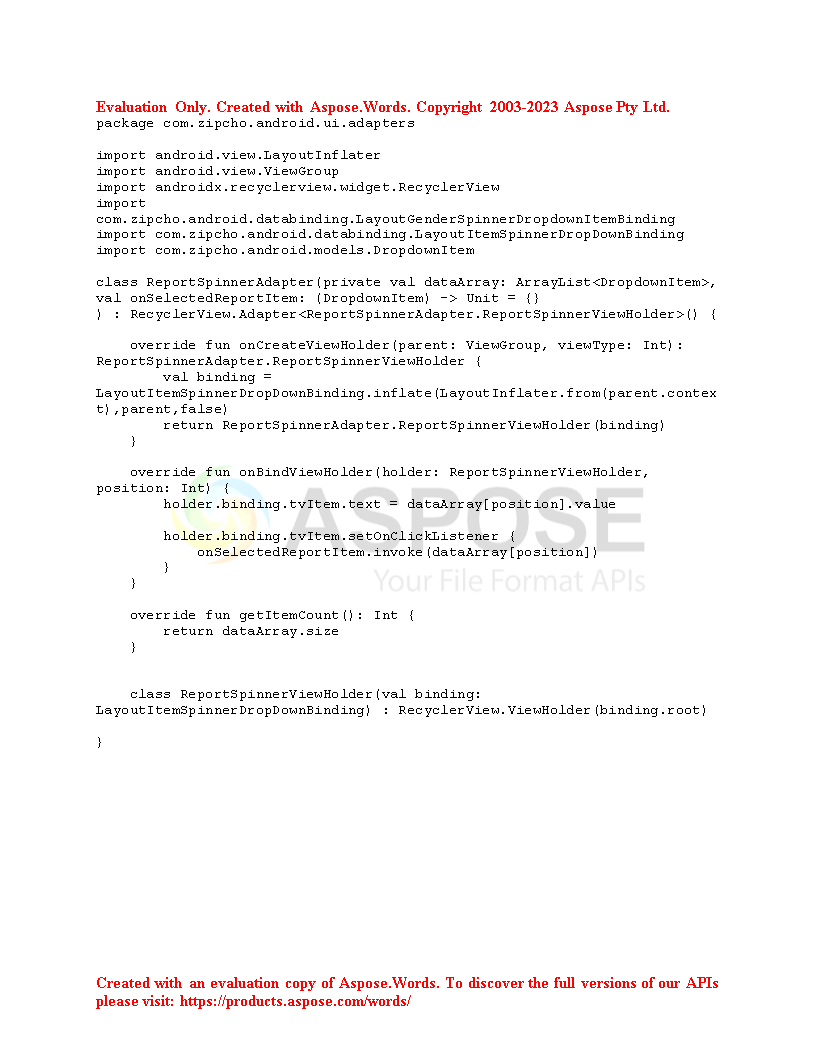 Evaluation Only. Created with Aspose.Words. Copyright 2003-2023 Aspose Pty Ltd.
package com.zipcho.android.ui.adapters

import android.view.LayoutInflater
import android.view.ViewGroup
import androidx.recyclerview.widget.RecyclerView
import
com.zipcho.android.databinding.LayoutGenderSpinnerDropdownItemBinding
import com.zipcho.android.databinding.LayoutItemSpinnerDropDownBinding
import com.zipcho.android.models.DropdownItem

class ReportSpinnerAdapter(private val dataArray: ArrayList<DropdownItem>,
val onSelectedReportItem: (DropdownItem) -> Unit = {}
) : RecyclerView.Adapter<ReportSpinnerAdapter.ReportSpinnerViewHolder>() {

    override fun onCreateViewHolder(parent: ViewGroup, viewType: Int):
ReportSpinnerAdapter.ReportSpinnerViewHolder {
        val binding =
LayoutItemSpinnerDropDownBinding.inflate(LayoutInflater.from(parent.contex
t),parent,false)
        return ReportSpinnerAdapter.ReportSpinnerViewHolder(binding)
    }

    override fun onBindViewHolder(holder: ReportSpinnerViewHolder,
position: Int) {
        holder.binding.tvItem.text = dataArray[position].value

        holder.binding.tvItem.setOnClickListener {
            onSelectedReportItem.invoke(dataArray[position])
        }
    }

    override fun getItemCount(): Int {
        return dataArray.size
    }


    class ReportSpinnerViewHolder(val binding:
LayoutItemSpinnerDropDownBinding) : RecyclerView.ViewHolder(binding.root)

}
ASPOSE
Your File Format APIs
Created with an evaluation copy of Aspose.Words. To discover the full versions of our APIs
please visit: https://products.aspose.com/words/